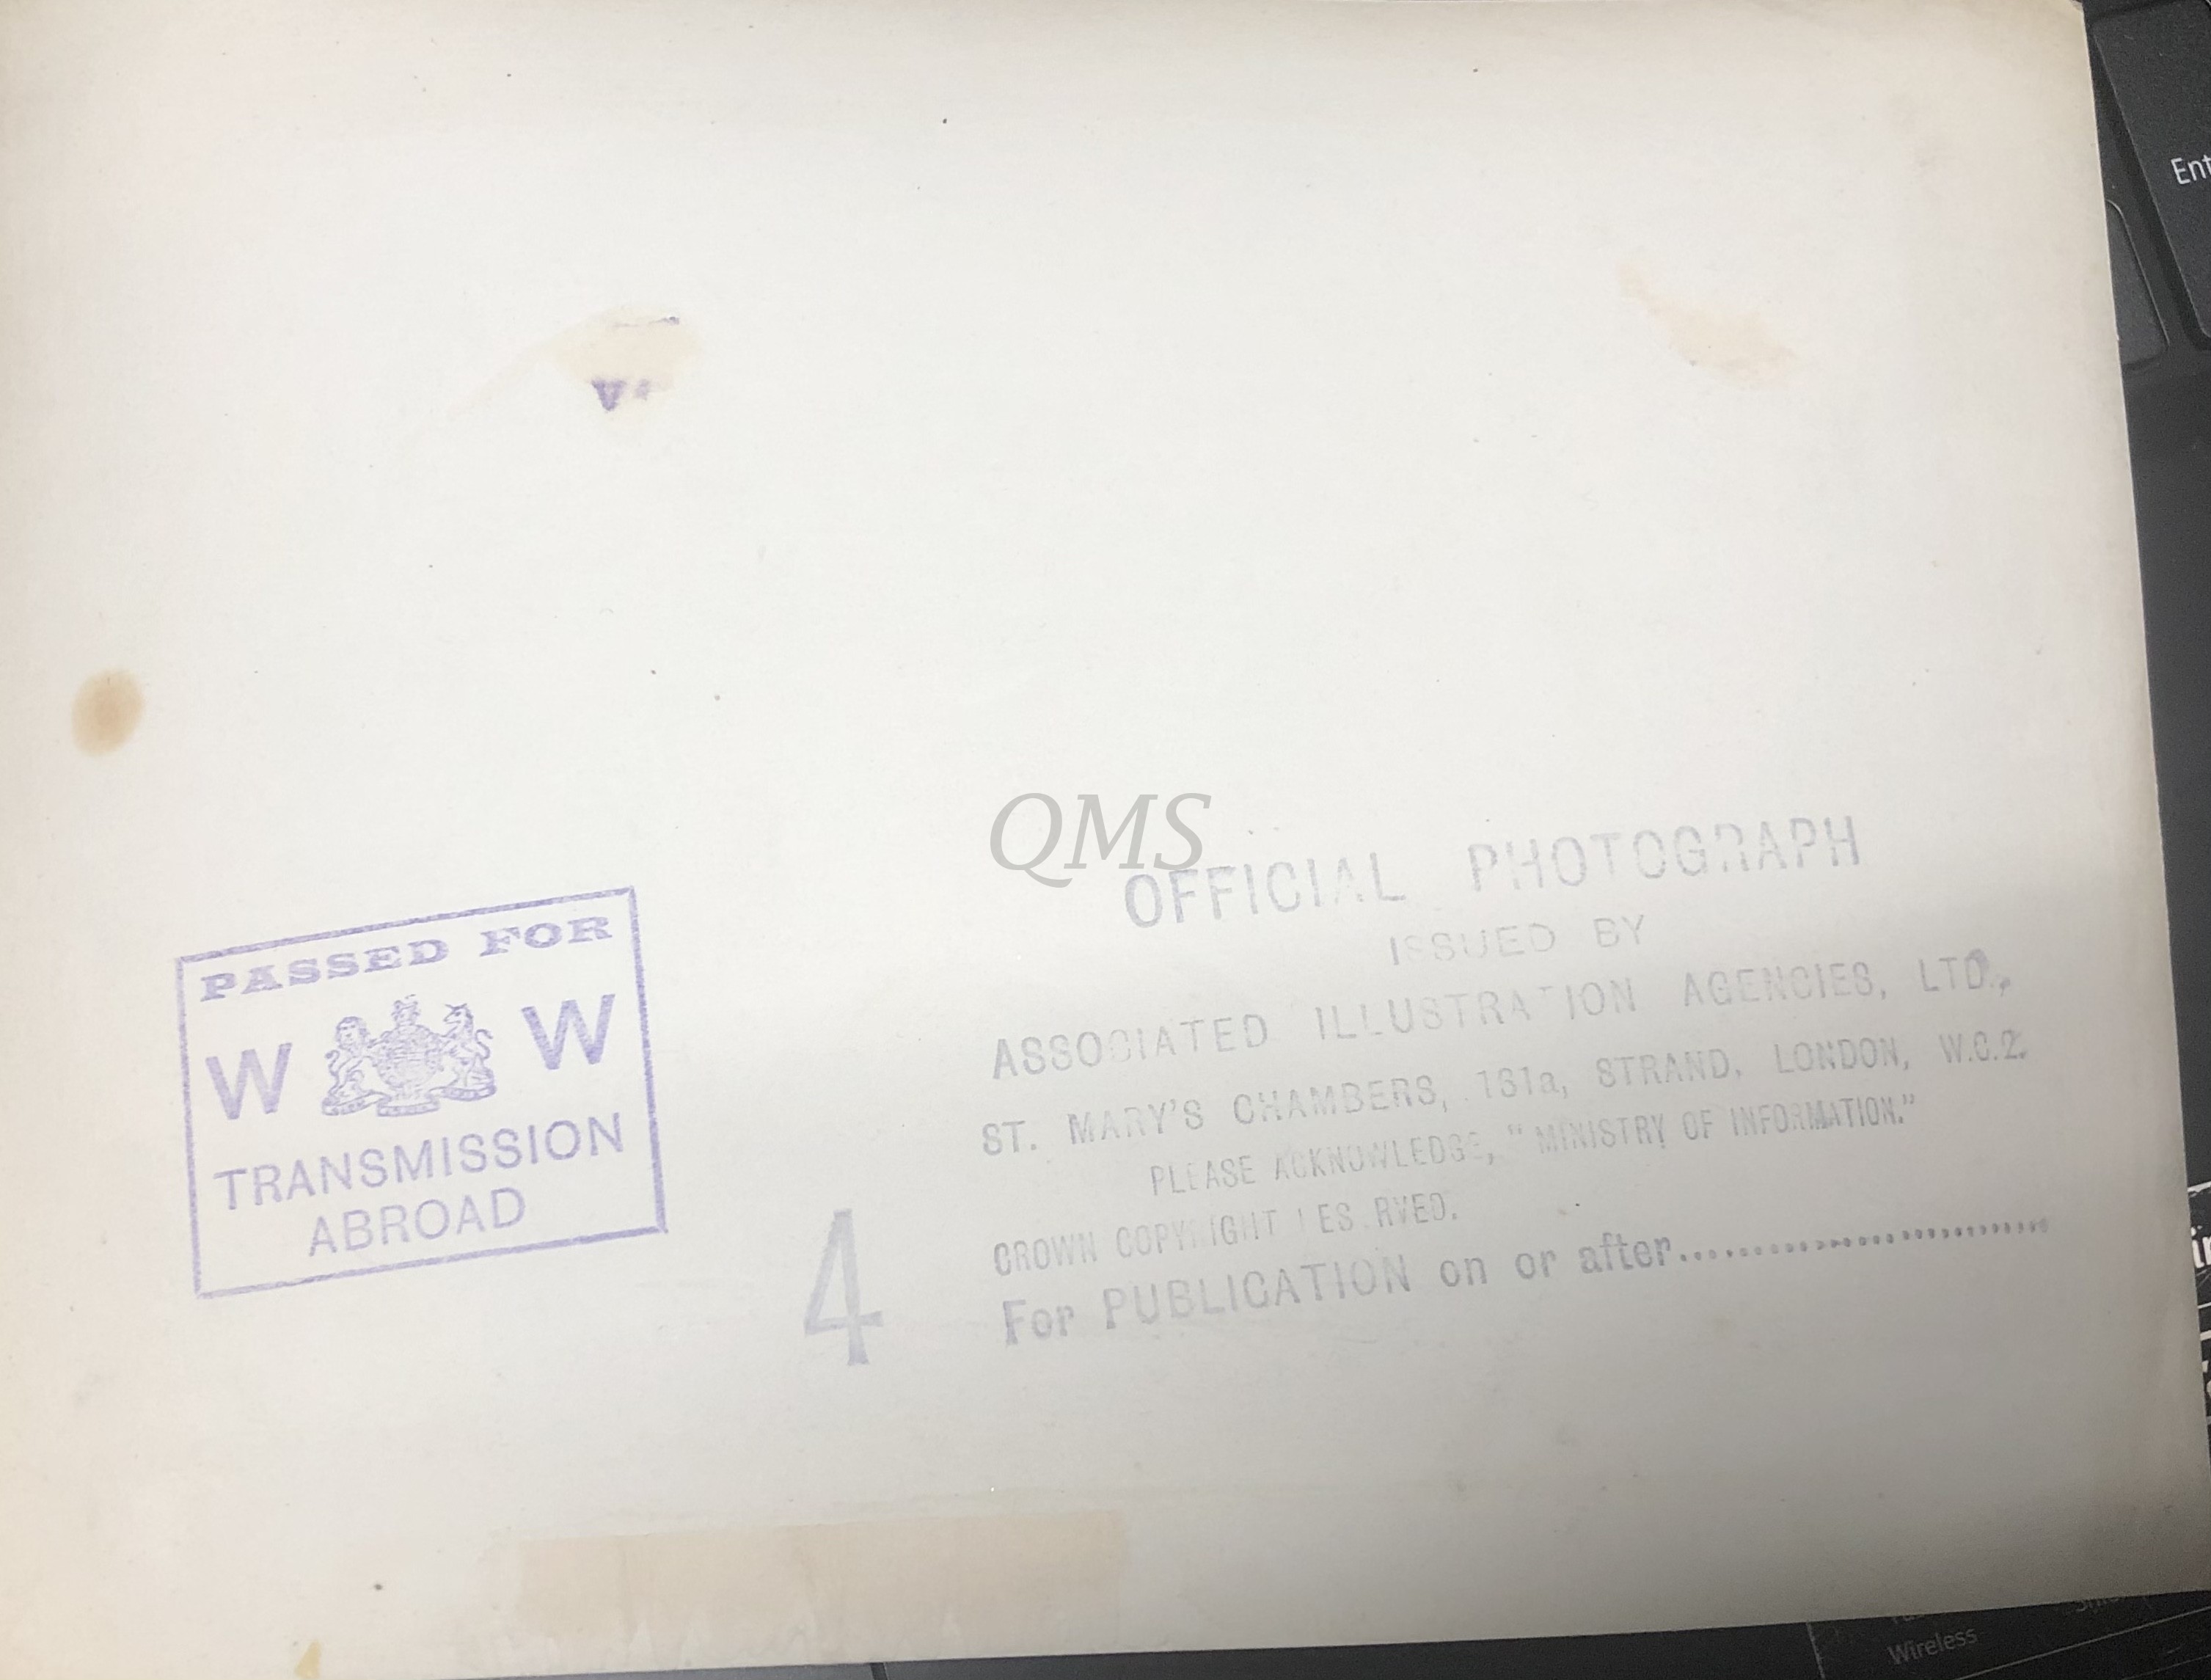 Ent
V
QMS
OFFICIAL PHOTOGRAPH
ISSUED BY
ASSOCIATED ILLUSTRATION AGENCIES, LTD.,
ST. MARY'S CHAMBERS, 161a, STRAND, LONDON, W.C.2.
PLEASE ACKNOWLEDGE, "MINISTRY OF INFORMATION."
CROWN COPYRIGHT RESERVED.
For PUBLICATION on or after..............................
4
PASSED FOR
W W
TRANSMISSION
ABROAD
Wireless